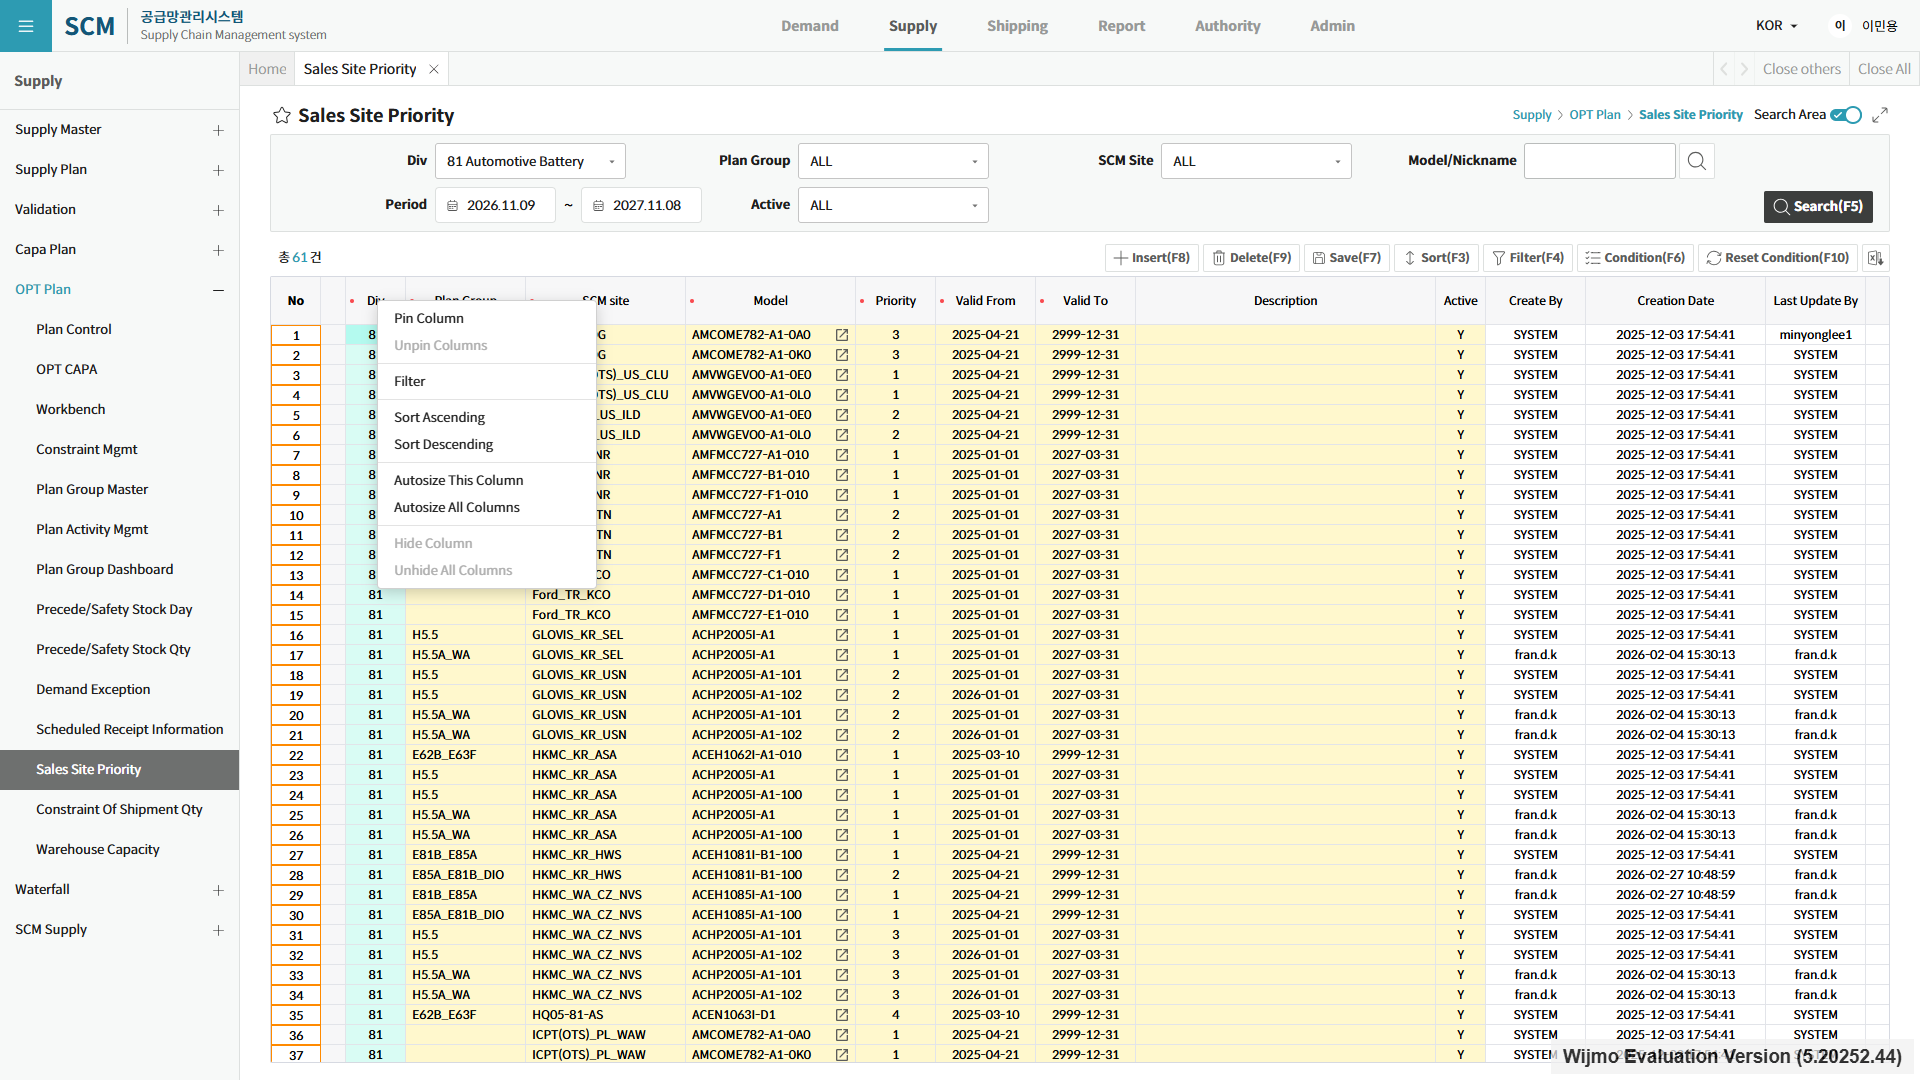 SCM 공급망관리시스템
Supply Chain Management system
Demand Supply Shipping Report Authority Admin
KOR 이 이민용
Supply
Home Sales Site Priority Close others Close All
Supply Master
Supply Plan
Validation
Capa Plan
OPT Plan
Plan Control
OPT CAPA
Workbench
Constraint Mgmt
Plan Group Master
Plan Activity Mgmt
Plan Group Dashboard
Precede/Safety Stock Day
Precede/Safety Stock Qty
Demand Exception
Scheduled Receipt Information
Sales Site Priority
Constraint Of Shipment Qty
Warehouse Capacity
Waterfall
SCM Supply
Sales Site Priority
Supply > OPT Plan > Sales Site Priority Search Area
Div 81 Automotive Battery Plan Group ALL SCM Site ALL Model/Nickname
Period 2026.11.09 ~ 2027.11.08 Active ALL Search(F5)
총 61 건
Insert(F8) Delete(F9) Save(F7) Sort(F3) Filter(F4) Condition(F6) Reset Condition(F10)
No Div Plan Group SCM site Model Priority Valid From Valid To Description Active Create By Creation Date Last Update By
Pin Column
Unpin Columns
Filter
Sort Ascending
Sort Descending
Autosize This Column
Autosize All Columns
Hide Column
Unhide All Columns
1 8 G AMCOME782-A1-0A0 3 2025-04-21 2999-12-31 Y SYSTEM 2025-12-03 17:54:41 minyonglee1
2 8 G AMCOME782-A1-0K0 3 2025-04-21 2999-12-31 Y SYSTEM 2025-12-03 17:54:41 SYSTEM
3 8 TS)_US_CLU AMVWGEVO0-A1-0E0 1 2025-04-21 2999-12-31 Y SYSTEM 2025-12-03 17:54:41 SYSTEM
4 8 TS)_US_CLU AMVWGEVO0-A1-0L0 1 2025-04-21 2999-12-31 Y SYSTEM 2025-12-03 17:54:41 SYSTEM
5 8 _US_ILD AMVWGEVO0-A1-0E0 2 2025-04-21 2999-12-31 Y SYSTEM 2025-12-03 17:54:41 SYSTEM
6 8 _US_ILD AMVWGEVO0-A1-0L0 2 2025-04-21 2999-12-31 Y SYSTEM 2025-12-03 17:54:41 SYSTEM
7 8 NR AMFMCC727-A1-010 1 2025-01-01 2027-03-31 Y SYSTEM 2025-12-03 17:54:41 SYSTEM
8 8 NR AMFMCC727-B1-010 1 2025-01-01 2027-03-31 Y SYSTEM 2025-12-03 17:54:41 SYSTEM
9 8 NR AMFMCC727-F1-010 1 2025-01-01 2027-03-31 Y SYSTEM 2025-12-03 17:54:41 SYSTEM
10 8 TN AMFMCC727-A1 2 2025-01-01 2027-03-31 Y SYSTEM 2025-12-03 17:54:41 SYSTEM
11 8 TN AMFMCC727-B1 2 2025-01-01 2027-03-31 Y SYSTEM 2025-12-03 17:54:41 SYSTEM
12 8 TN AMFMCC727-F1 2 2025-01-01 2027-03-31 Y SYSTEM 2025-12-03 17:54:41 SYSTEM
13 8 CO AMFMCC727-C1-010 1 2025-01-01 2027-03-31 Y SYSTEM 2025-12-03 17:54:41 SYSTEM
14 81 Ford_TR_KCO AMFMCC727-D1-010 1 2025-01-01 2027-03-31 Y SYSTEM 2025-12-03 17:54:41 SYSTEM
15 81 Ford_TR_KCO AMFMCC727-E1-010 1 2025-01-01 2027-03-31 Y SYSTEM 2025-12-03 17:54:41 SYSTEM
16 81 H5.5 GLOVIS_KR_SEL ACHP2005I-A1 1 2025-01-01 2027-03-31 Y SYSTEM 2025-12-03 17:54:41 SYSTEM
17 81 H5.5A_WA GLOVIS_KR_SEL ACHP2005I-A1 1 2025-01-01 2027-03-31 Y fran.d.k 2026-02-04 15:30:13 fran.d.k
18 81 H5.5 GLOVIS_KR_USN ACHP2005I-A1-101 2 2025-01-01 2027-03-31 Y SYSTEM 2025-12-03 17:54:41 SYSTEM
19 81 H5.5 GLOVIS_KR_USN ACHP2005I-A1-102 2 2026-01-01 2027-03-31 Y SYSTEM 2025-12-03 17:54:41 SYSTEM
20 81 H5.5A_WA GLOVIS_KR_USN ACHP2005I-A1-101 2 2025-01-01 2027-03-31 Y fran.d.k 2026-02-04 15:30:13 fran.d.k
21 81 H5.5A_WA GLOVIS_KR_USN ACHP2005I-A1-102 2 2026-01-01 2027-03-31 Y fran.d.k 2026-02-04 15:30:13 fran.d.k
22 81 E62B_E63F HKMC_KR_ASA ACEH1062I-A1-010 1 2025-03-10 2999-12-31 Y SYSTEM 2025-12-03 17:54:41 SYSTEM
23 81 H5.5 HKMC_KR_ASA ACHP2005I-A1 1 2025-01-01 2027-03-31 Y SYSTEM 2025-12-03 17:54:41 SYSTEM
24 81 H5.5 HKMC_KR_ASA ACHP2005I-A1-100 1 2025-01-01 2027-03-31 Y SYSTEM 2025-12-03 17:54:41 SYSTEM
25 81 H5.5A_WA HKMC_KR_ASA ACHP2005I-A1 1 2025-01-01 2027-03-31 Y fran.d.k 2026-02-04 15:30:13 fran.d.k
26 81 H5.5A_WA HKMC_KR_ASA ACHP2005I-A1-100 1 2025-01-01 2027-03-31 Y fran.d.k 2026-02-04 15:30:13 fran.d.k
27 81 E81B_E85A HKMC_KR_HWS ACEH1081I-B1-100 1 2025-04-21 2999-12-31 Y SYSTEM 2025-12-03 17:54:41 SYSTEM
28 81 E85A_E81B_DIO HKMC_KR_HWS ACEH1081I-B1-100 2 2025-04-21 2999-12-31 Y fran.d.k 2026-02-27 10:48:59 fran.d.k
29 81 E81B_E85A HKMC_WA_CZ_NVS ACEH1085I-A1-100 1 2025-04-21 2999-12-31 Y fran.d.k 2026-02-27 10:48:59 fran.d.k
30 81 E85A_E81B_DIO HKMC_WA_CZ_NVS ACEH1085I-A1-100 1 2025-04-21 2999-12-31 Y SYSTEM 2025-12-03 17:54:41 SYSTEM
31 81 H5.5 HKMC_WA_CZ_NVS ACHP2005I-A1-101 3 2025-01-01 2027-03-31 Y SYSTEM 2025-12-03 17:54:41 SYSTEM
32 81 H5.5 HKMC_WA_CZ_NVS ACHP2005I-A1-102 3 2026-01-01 2027-03-31 Y SYSTEM 2025-12-03 17:54:41 SYSTEM
33 81 H5.5A_WA HKMC_WA_CZ_NVS ACHP2005I-A1-101 3 2025-01-01 2027-03-31 Y fran.d.k 2026-02-04 15:30:13 fran.d.k
34 81 H5.5A_WA HKMC_WA_CZ_NVS ACHP2005I-A1-102 3 2026-01-01 2027-03-31 Y fran.d.k 2026-02-04 15:30:13 fran.d.k
35 81 E62B_E63F HQ05-81-AS ACEN1063I-D1 4 2025-03-10 2999-12-31 Y SYSTEM 2025-12-03 17:54:41 SYSTEM
36 81 ICPT(OTS)_PL_WAW AMCOME782-A1-0A0 1 2025-04-21 2999-12-31 Y SYSTEM 2025-12-03 17:54:41 SYSTEM
37 81 ICPT(OTS)_PL_WAW AMCOME782-A1-0K0 1 2025-04-21 2999-12-31 Y SYSTEM
Wijmo Evaluation Version (5.20252.44)